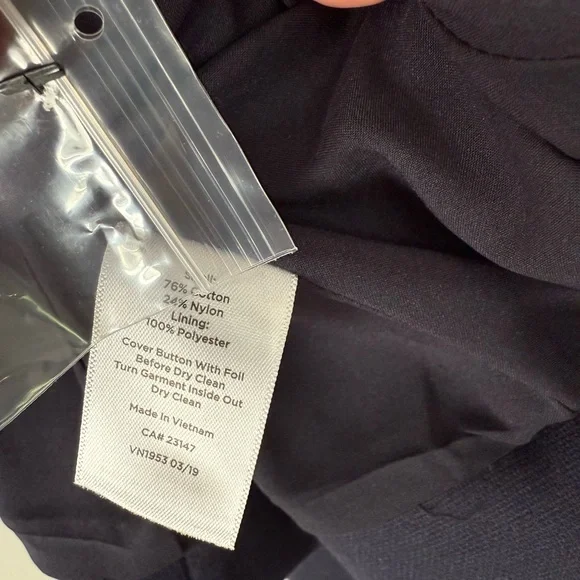 76% Cotton
24% Nylon
Lining:
100% Polyester
Cover Button With Foil
Before Dry Clean
Turn Garment Inside Out
Dry Clean
Made In Vietnam
CA# 23147
VN1953 03/19